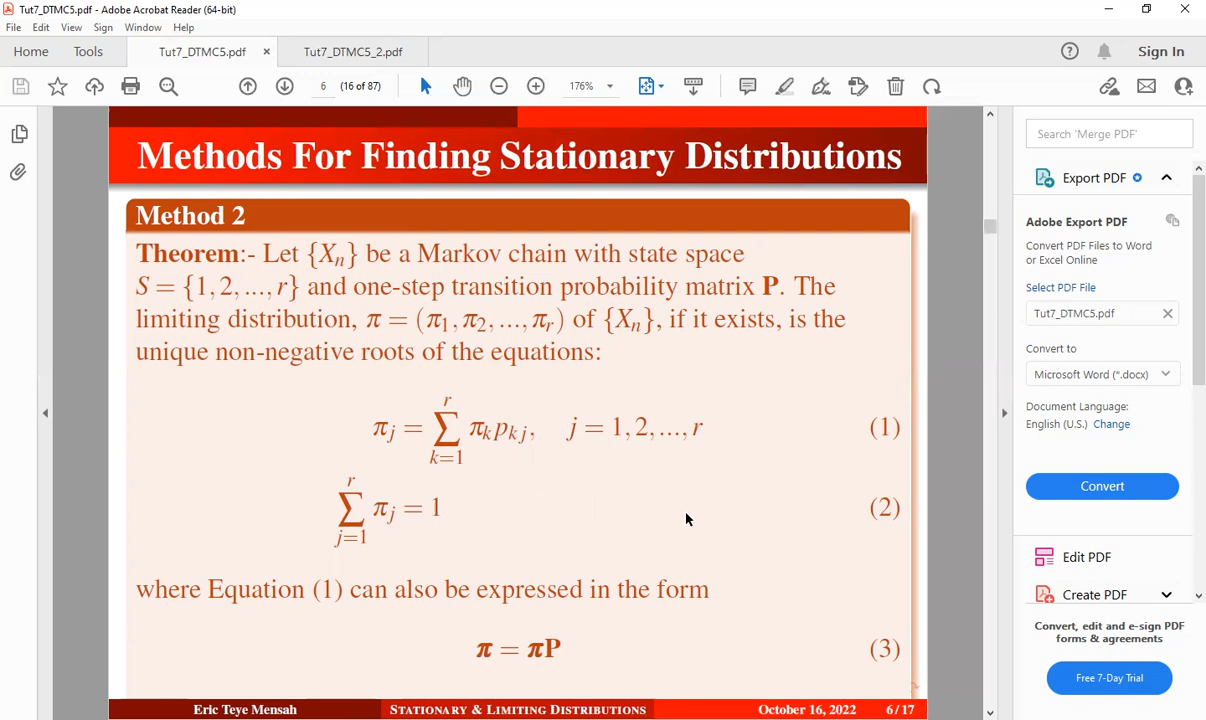 Tut7_DTMC5.pdf - Adobe Acrobat Reader (64-bit)
File Edit View Sign Window Help
Home Tools Tut7_DTMC5.pdf × Tut7_DTMC5_2.pdf Sign In
6 (16 of 87) 176%
Methods For Finding Stationary Distributions
Method 2
Theorem:- Let {Xₙ} be a Markov chain with state space
S = {1, 2, ..., r} and one-step transition probability matrix P. The
limiting distribution, π = (π₁, π₂, ..., πᵣ) of {Xₙ}, if it exists, is the
unique non-negative roots of the equations:
πⱼ = ∑_{k=1}^{r} πₖpₖⱼ, j = 1, 2, ..., r (1)
∑_{j=1}^{r} πⱼ = 1 (2)
where Equation (1) can also be expressed in the form
π = πP (3)
Eric Teye Mensah STATIONARY & LIMITING DISTRIBUTIONS October 16, 2022 6/17
Search 'Merge PDF'
Export PDF
Adobe Export PDF
Convert PDF Files to Word
or Excel Online
Select PDF File
Tut7_DTMC5.pdf ×
Convert to
Microsoft Word (*.docx)
Document Language:
English (U.S.) Change
Convert
Edit PDF
Create PDF
Convert, edit and e-sign PDF
forms & agreements
Free 7-Day Trial